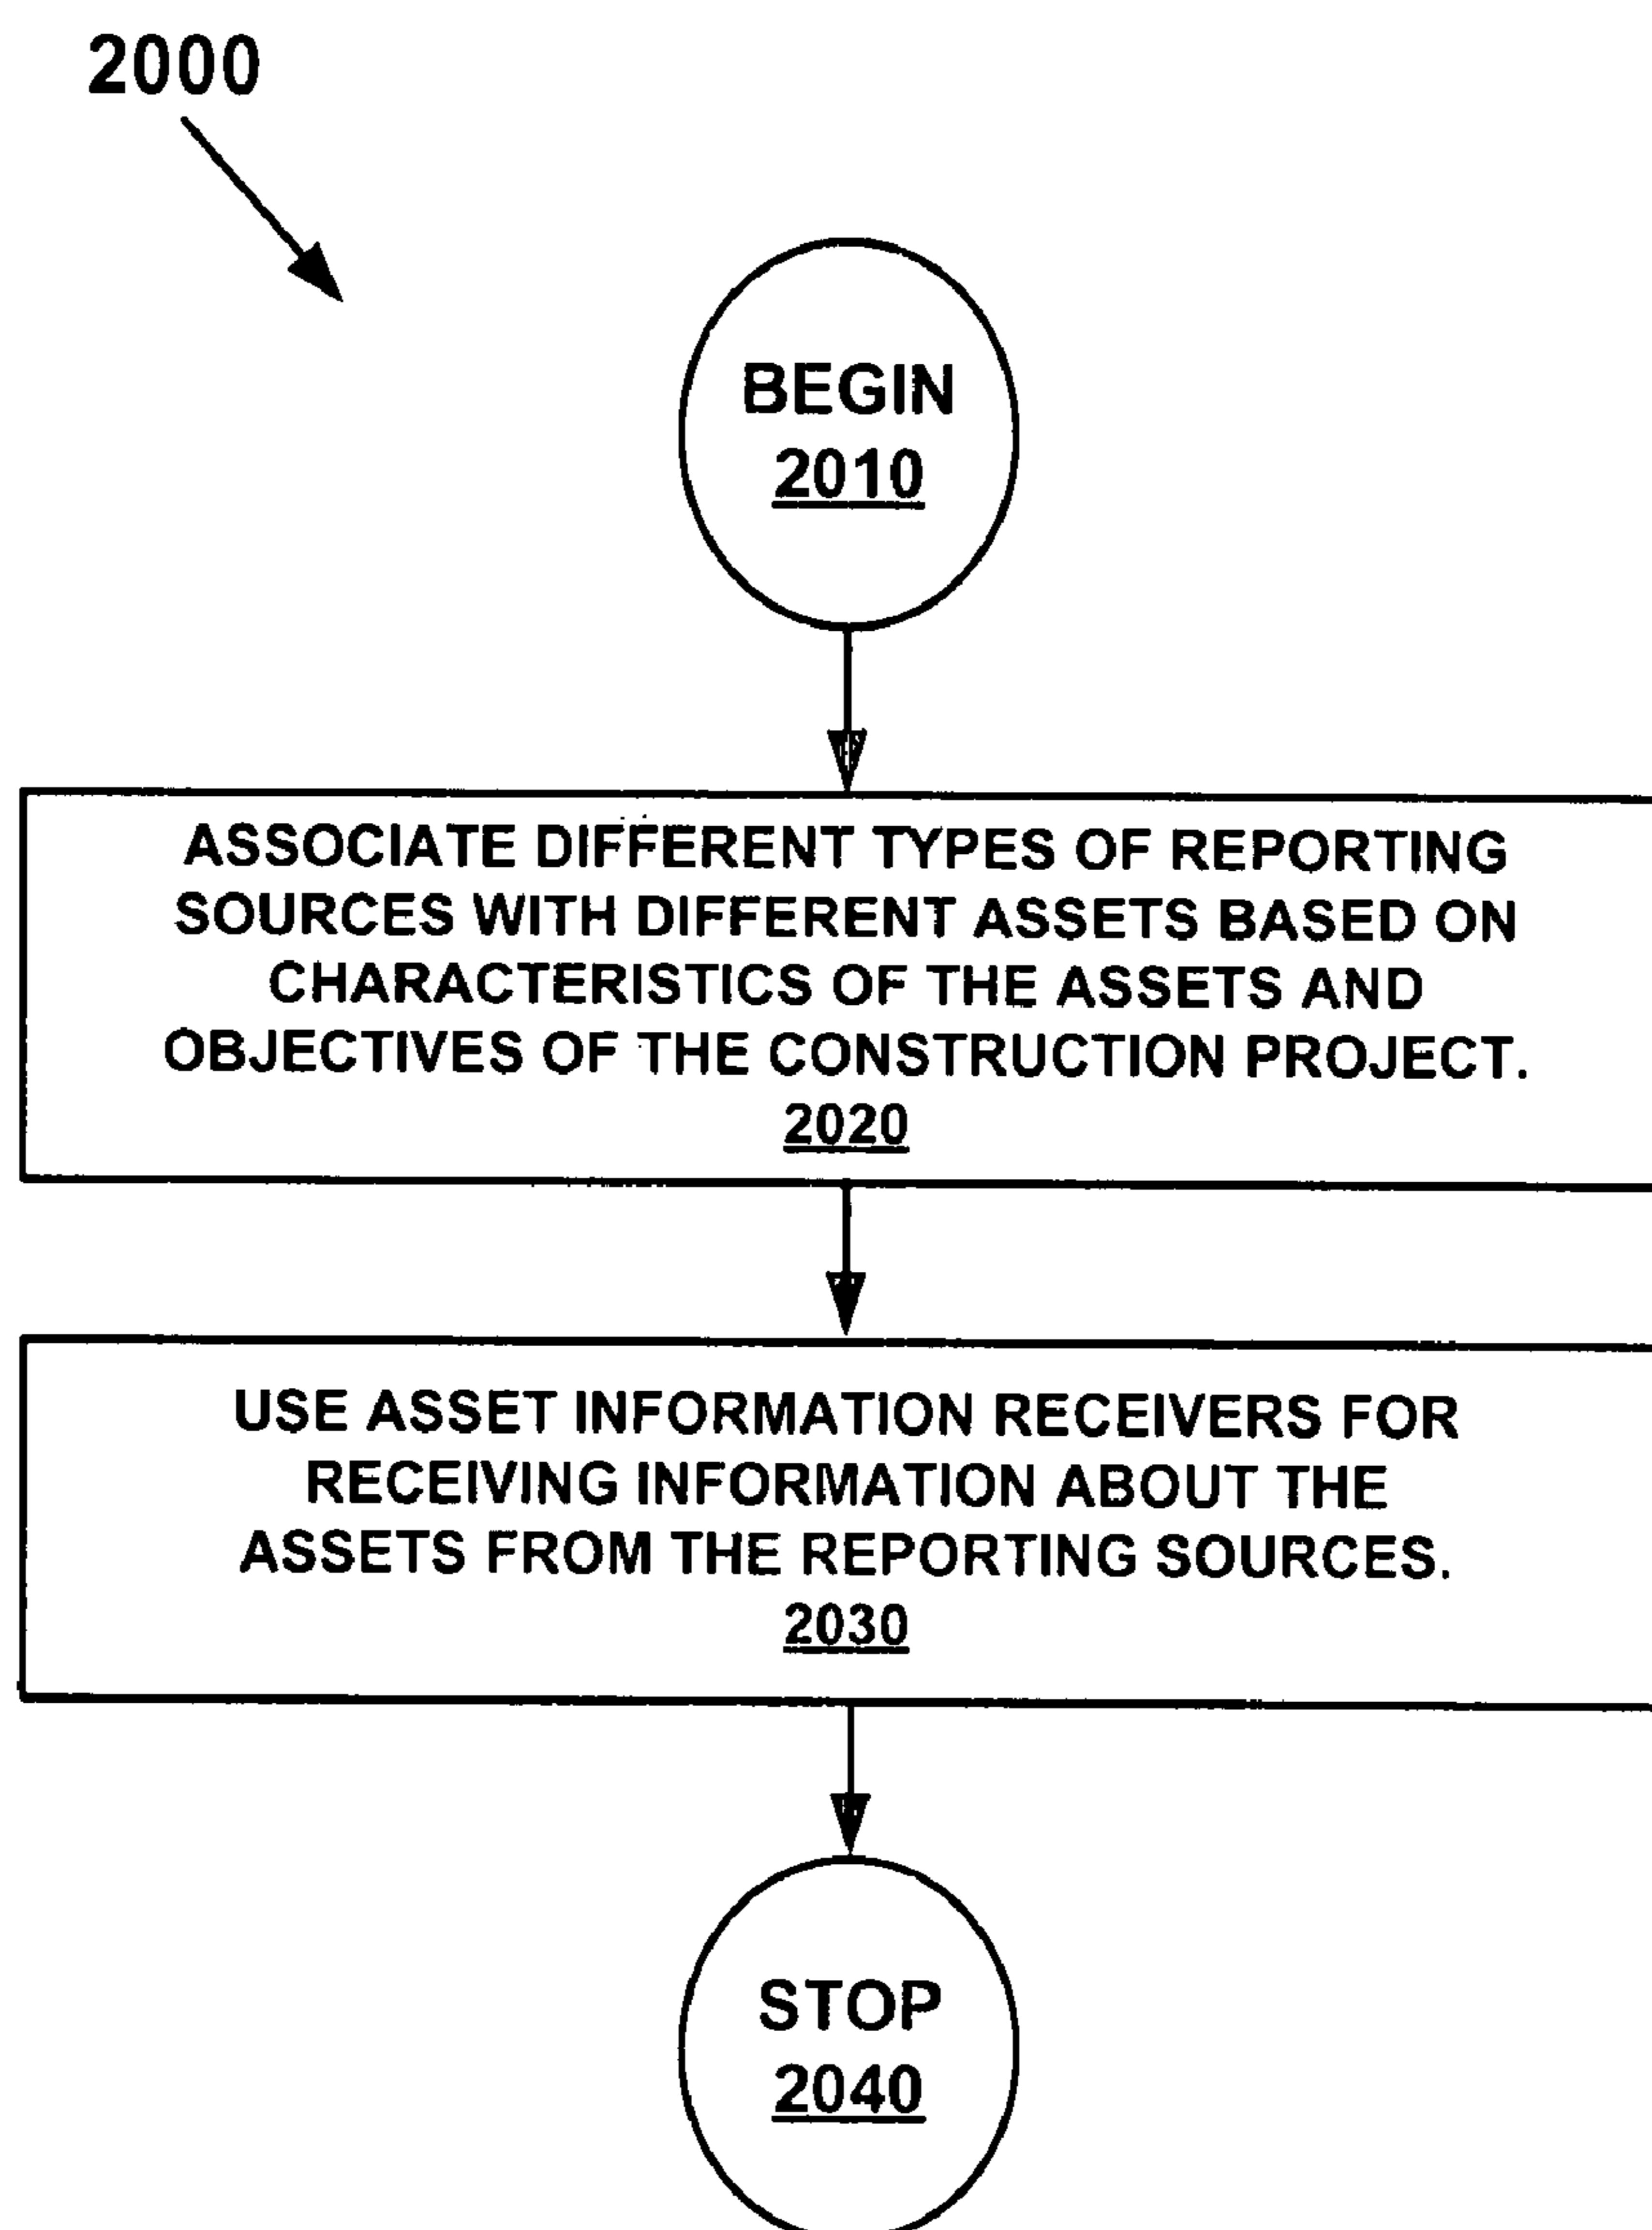 2000
BEGIN
2010
ASSOCIATE DIFFERENT TYPES OF REPORTING
SOURCES WITH DIFFERENT ASSETS BASED ON
CHARACTERISTICS OF THE ASSETS AND
OBJECTIVES OF THE CONSTRUCTION PROJECT.
2020
USE ASSET INFORMATION RECEIVERS FOR
RECEIVING INFORMATION ABOUT THE
ASSETS FROM THE REPORTING SOURCES.
2030
STOP
2040